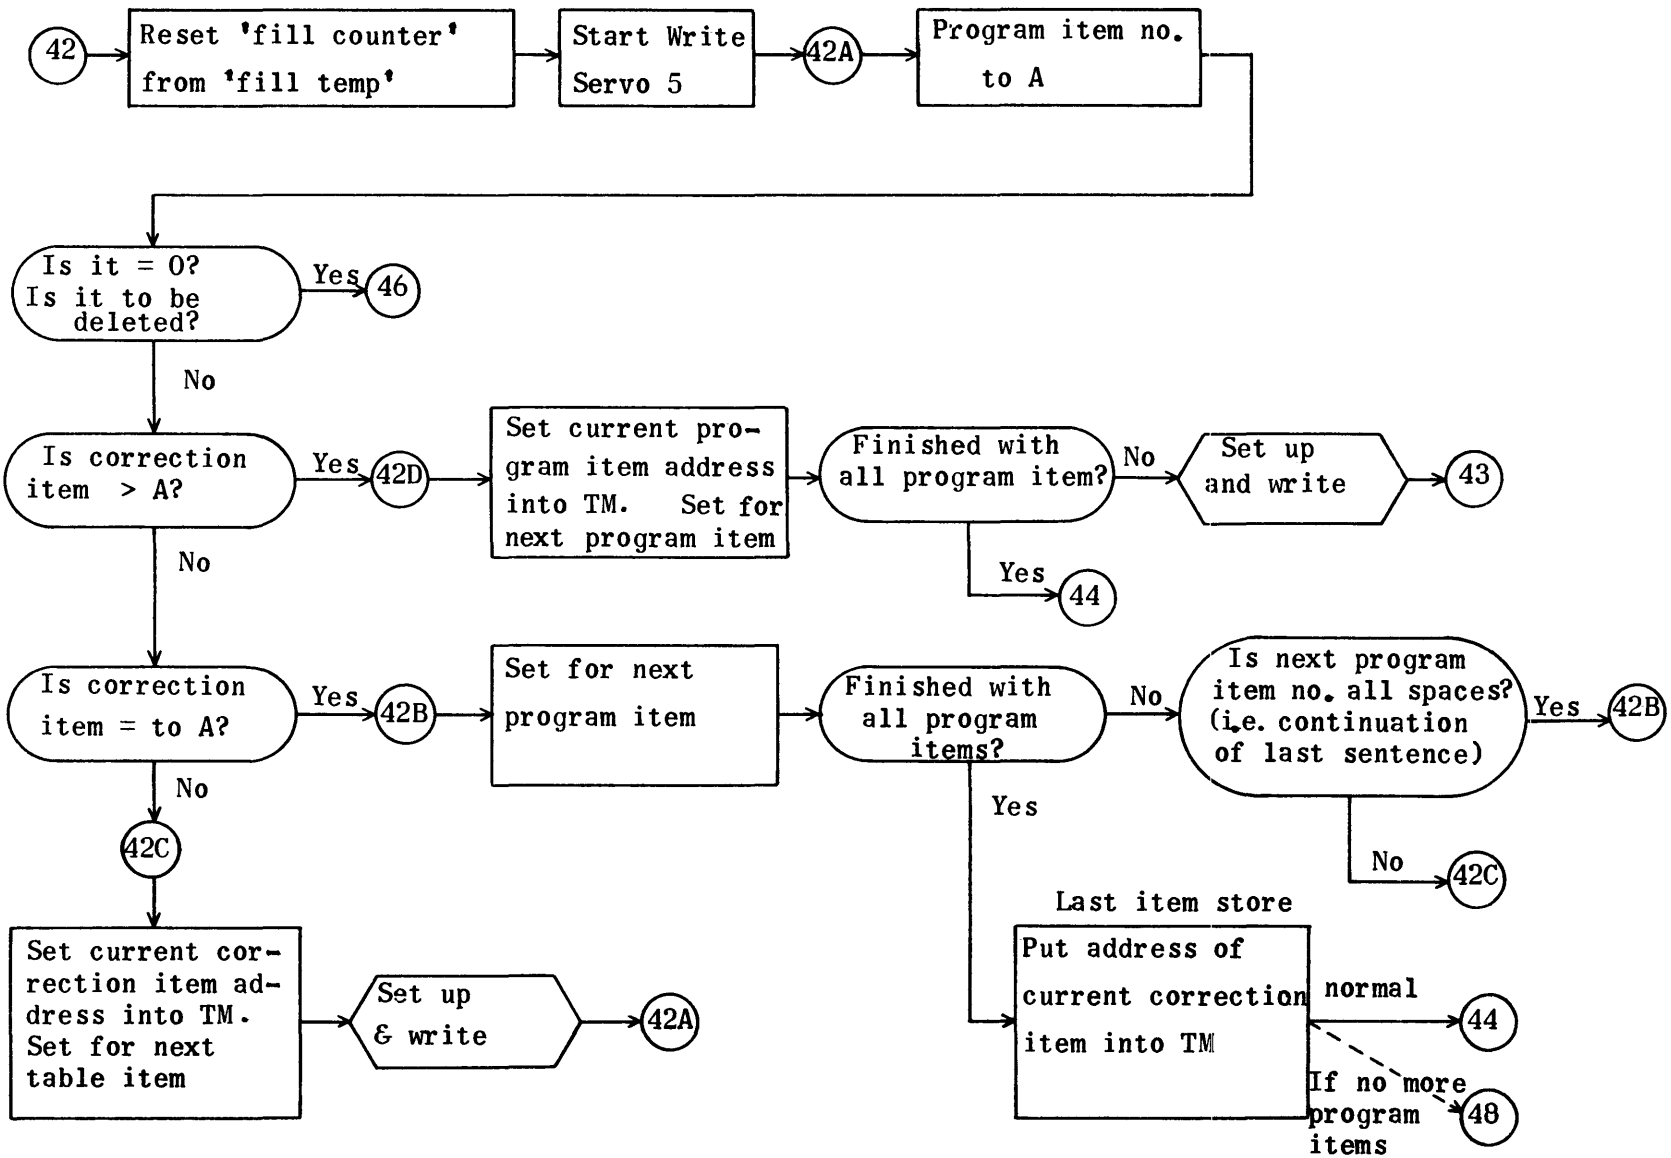 42
Reset 'fill counter'
from 'fill temp'
Start Write
Servo 5
42A
Program item no.
to A
Is it = 0?
Is it to be
deleted?
Yes
46
No
Is correction
item > A?
Yes
42D
Set current pro-
gram item address
into TM. Set for
next program item
Finished with
all program item?
No
Set up
and write
43
Yes
44
No
Is correction
item = to A?
Yes
42B
Set for next
program item
Finished with
all program
items?
No
Is next program
item no. all spaces?
(i.e. continuation
of last sentence)
Yes
42B
No
42C
Yes
No
42C
Set current cor-
rection item ad-
dress into TM.
Set for next
table item
Set up
& write
42A
Last item store
Put address of
current correction
item into TM
normal
44
If no more
program
items
48